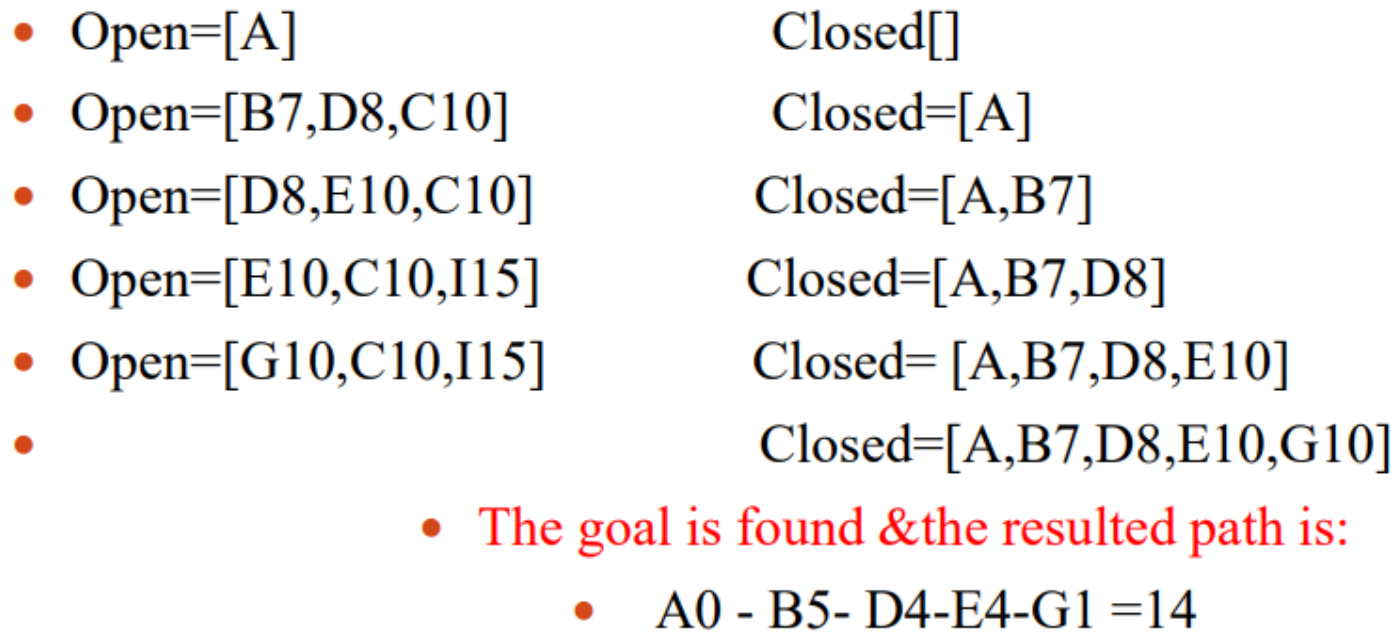 • Open=[A] Closed[]
• Open=[B7,D8,C10] Closed=[A]
• Open=[D8,E10,C10] Closed=[A,B7]
• Open=[E10,C10,I15] Closed=[A,B7,D8]
• Open=[G10,C10,I15] Closed= [A,B7,D8,E10]
• Closed=[A,B7,D8,E10,G10]
• The goal is found &the resulted path is:
• A0 - B5- D4-E4-G1 =14